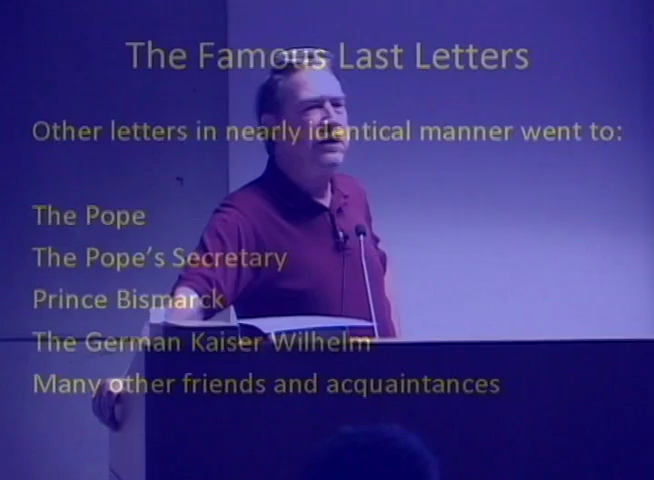 The Famous Last Letters
Other letters in nearly identical manner went to:
The Pope
The Pope's Secretary
Prince Bismarck
The German Kaiser Wilhelm
Many other friends and acquaintances